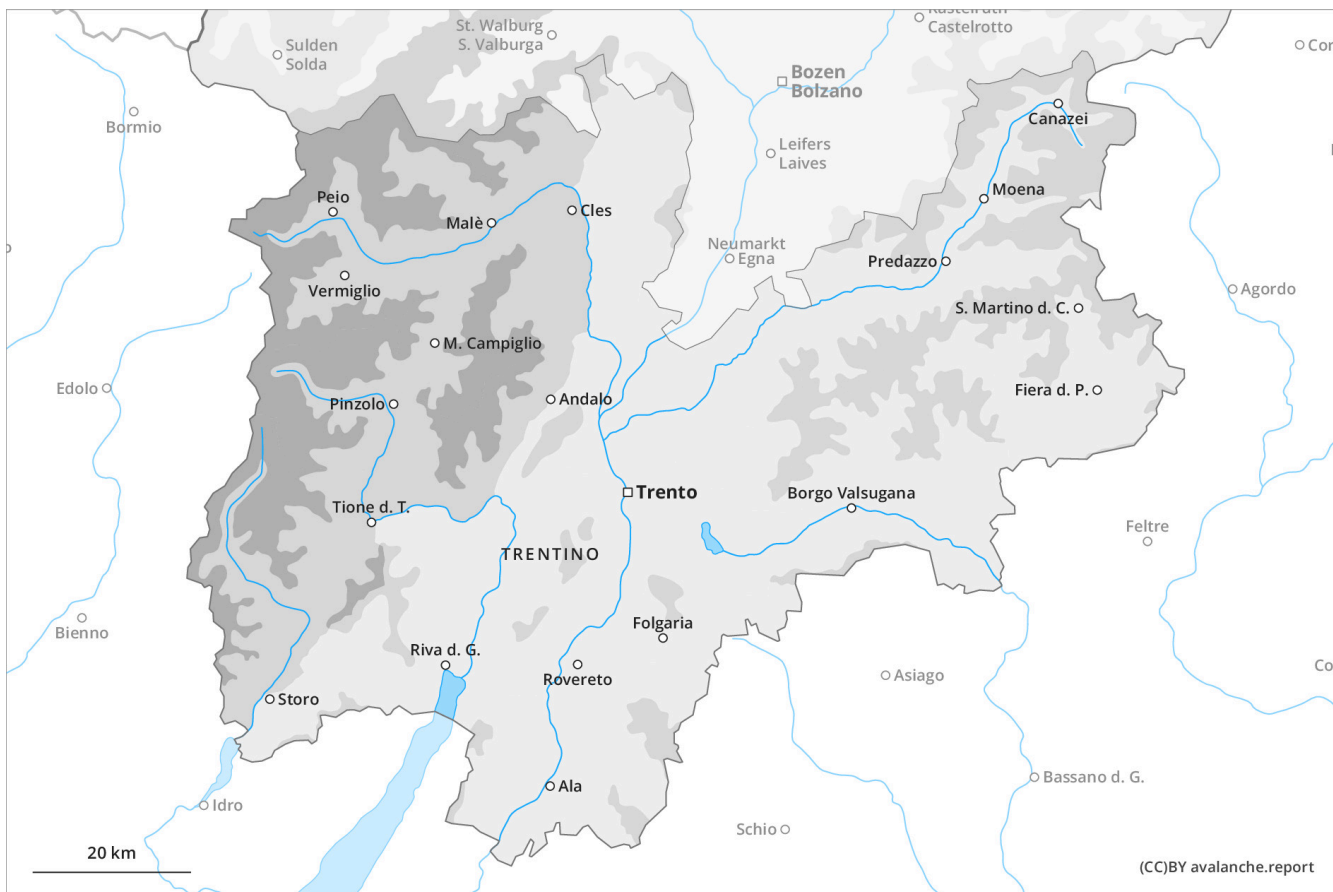 Kastelruth
Castelrotto
St. Walburg
S. Valburga
Sulden
Solda
Bozen
Bolzano
Bormio
Canazei
Leifers
Laives
Moena
Peio
Malè
Cles
Neumarkt
Egna
Predazzo
Vermiglio
Agordo
S. Martino d. C.
M. Campiglio
Edolo
Fiera d. P.
Pinzolo
Andalo
Trento
Borgo Valsugana
Tione d. T.
Feltre
TRENTINO
Bienno
Folgaria
Riva d. G.
Rovereto
Asiago
Storo
Bassano d. G.
Ala
Idro
Schio
20 km
(CC)BY avalanche.report